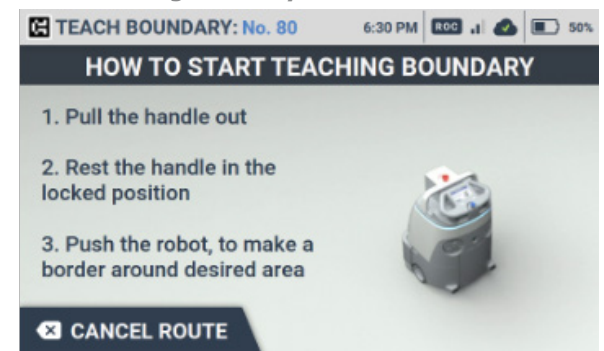 TEACH BOUNDARY: No. 80 6:30 PM ROC 50%
HOW TO START TEACHING BOUNDARY
1. Pull the handle out
2. Rest the handle in the
locked position
3. Push the robot, to make a
border around desired area
CANCEL ROUTE